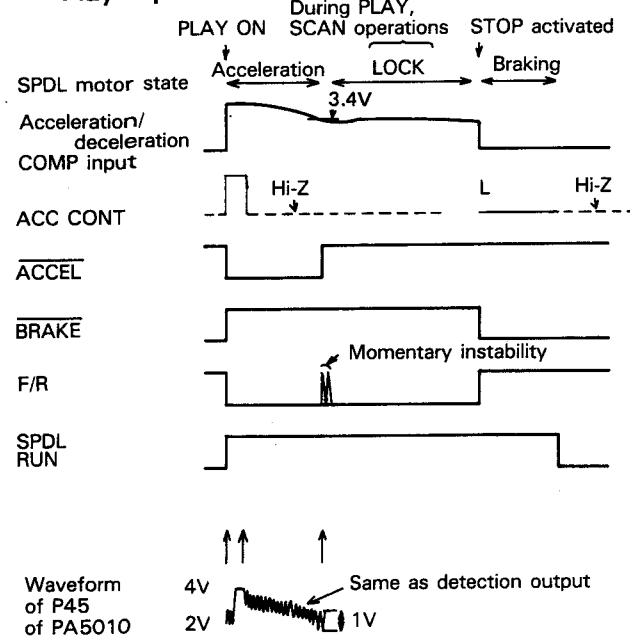 During PLAY,
PLAY ON SCAN operations STOP activated
Acceleration LOCK Braking
SPDL motor state
3.4V
Acceleration/
deceleration
COMP input
Hi-Z L Hi-Z
ACC CONT
ACCEL
BRAKE
Momentary instability
F/R
SPDL
RUN
Waveform 4V Same as detection output
of P45
of PA5010 2V 1V